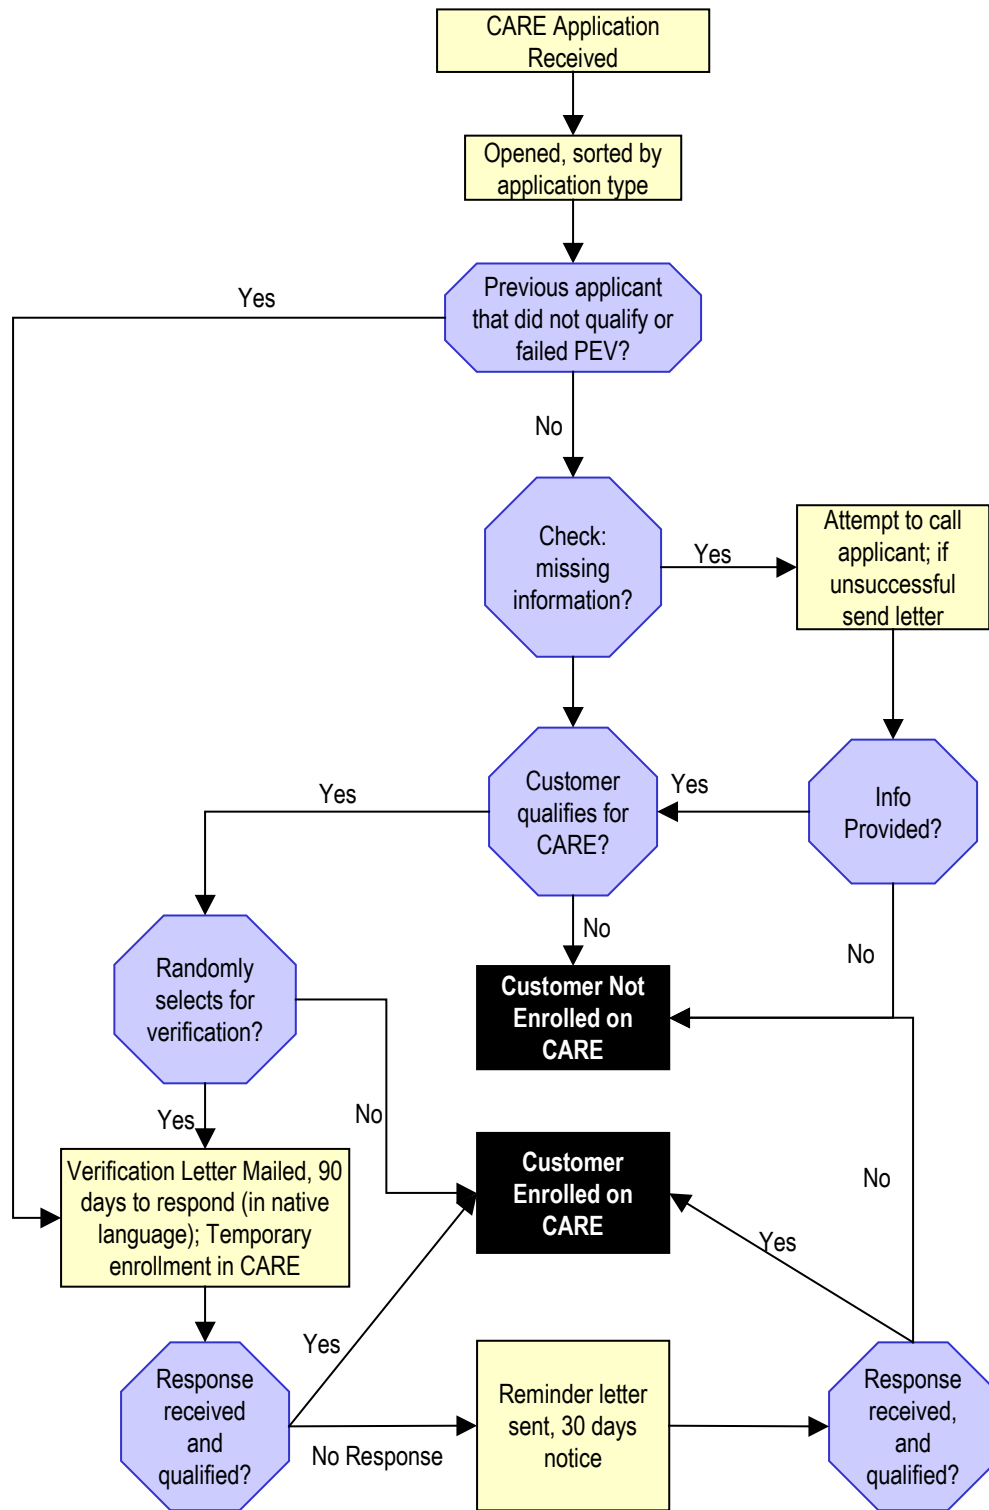 CARE Application
Received
Opened, sorted by
application type
Previous applicant
that did not qualify or
failed PEV?
Yes
No
Check:
missing
information?
Yes
Attempt to call
applicant; if
unsuccessful
send letter
Info
Provided?
Yes
No
Customer
qualifies for
CARE?
Yes
No
Customer Not
Enrolled on
CARE
Randomly
selects for
verification?
Yes
No
Verification Letter Mailed, 90
days to respond (in native
language); Temporary
enrollment in CARE
Customer
Enrolled on
CARE
Response
received
and
qualified?
Yes
No Response
Reminder letter
sent, 30 days
notice
Response
received,
and
qualified?
Yes
No